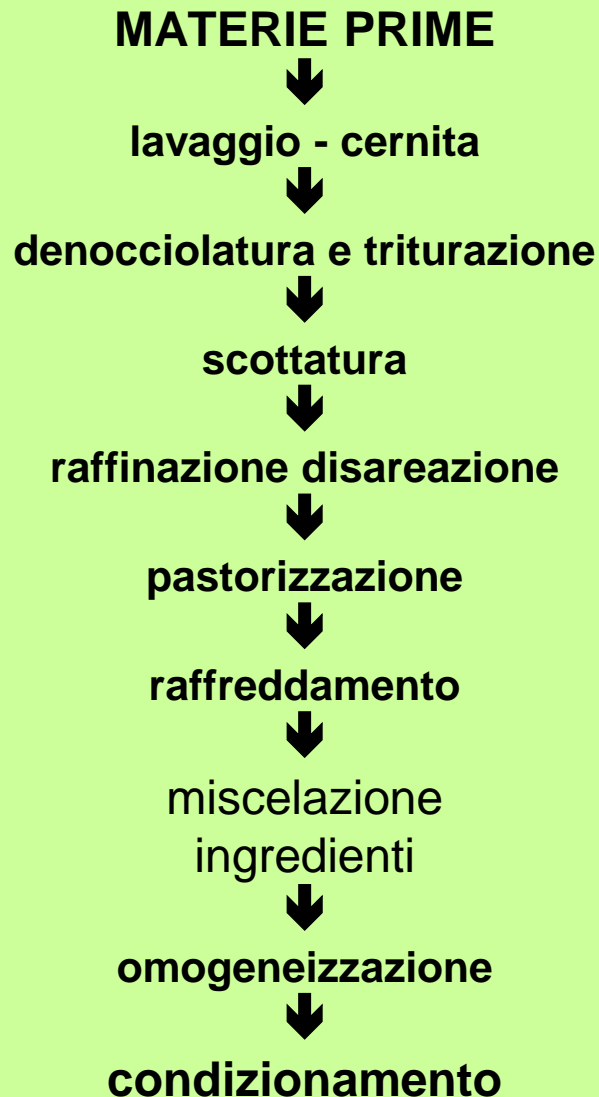 MATERIE PRIME
lavaggio - cernita
denocciolatura e triturazione
scottatura
raffinazione disareazione
pastorizzazione
raffreddamento
miscelazione
ingredienti
omogeneizzazione
condizionamento